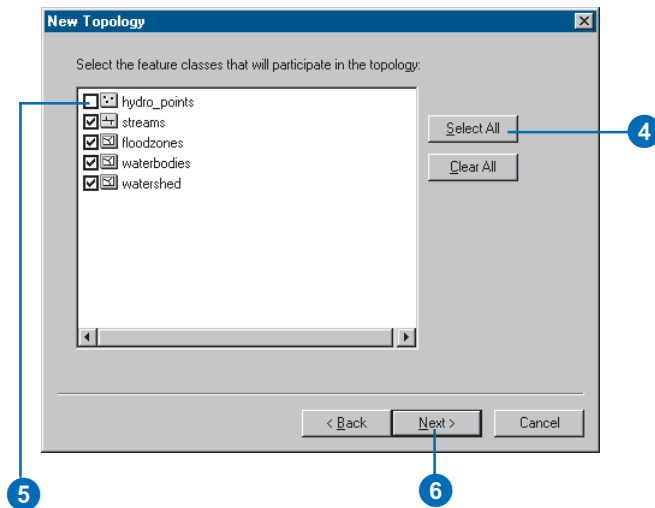 New Topology
Select the feature classes that will participate in the topology:
hydro_points
streams
floodzones
waterbodies
watershed
Select All
4
Clear All
< Back
Next >
Cancel
5
6